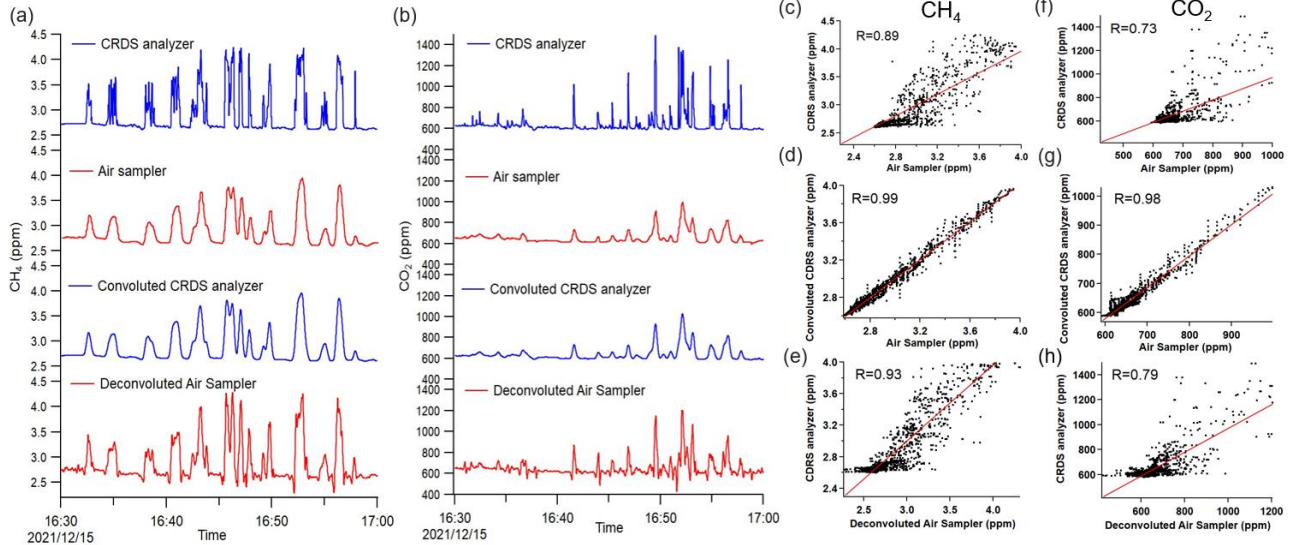 (a)
4.5
4.0
3.5
3.0
2.5
4.5
4.0
3.5
3.0
2.5
4.5
4.0
3.5
3.0
2.5
4.5
4.0
3.5
3.0
2.5
CH4 (ppm)
CRDS analyzer
Air sampler
Convoluted CRDS analyzer
Deconvoluted Air Sampler
16:30 16:40 16:50 17:00
2021/12/15 Time
(b)
1400
1200
1000
800
600
1400
1200
1000
800
600
400
1400
1200
1000
800
600
400
1400
1200
1000
800
600
400
CO2 (ppm)
CRDS analyzer
Air sampler
Convoluted CRDS analyzer
Deconvoluted Air Sampler
16:30 16:40 16:50 17:00
2021/12/15 Time
(c) CH4
R=0.89
CDRS analyzer (ppm)
4.5
4.0
3.5
3.0
2.5
2.4 2.8 3.2 3.6 4.0
Air Sampler (ppm)
(f) CO2
R=0.73
CRDS analyzer (ppm)
1400
1200
1000
800
600
500 600 700 800 900 1000
Air Sampler (ppm)
(d)
R=0.99
Convoluted CDRS analyzer (ppm)
4.0
3.6
3.2
2.8
2.8 3.2 3.6 4.0
Air Sampler (ppm)
(g)
R=0.98
Convoluted CRDS analyzer (ppm)
1000
900
800
700
600
600 700 800 900
Air Sampler (ppm)
(e)
R=0.93
CDRS analyzer (ppm)
3.9
3.6
3.3
3.0
2.7
2.4
2.5 3.0 3.5 4.0
Deconvoluted Air Sampler (ppm)
(h)
R=0.79
CRDS analyzer (ppm)
1400
1200
1000
800
600
600 800 1000 1200
Deconvoluted Air Sampler (ppm)